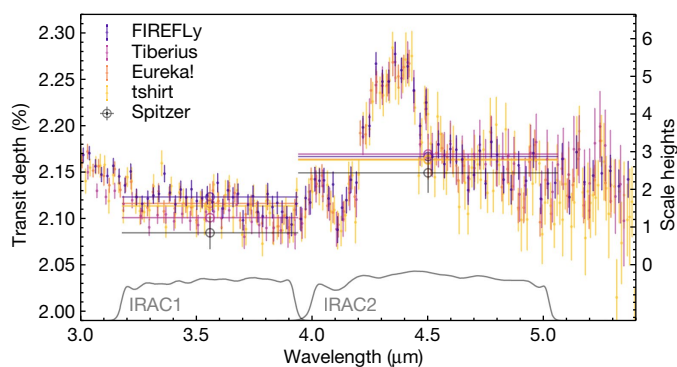 2.30
2.25
2.20
2.15
2.10
2.05
2.00
Transit depth (%)
FIREFLy
Tiberius
Eureka!
tshirt
Spitzer
IRAC1
IRAC2
6
5
4
3
2
1
0
Scale heights
3.0 3.5 4.0 4.5 5.0
Wavelength (μm)